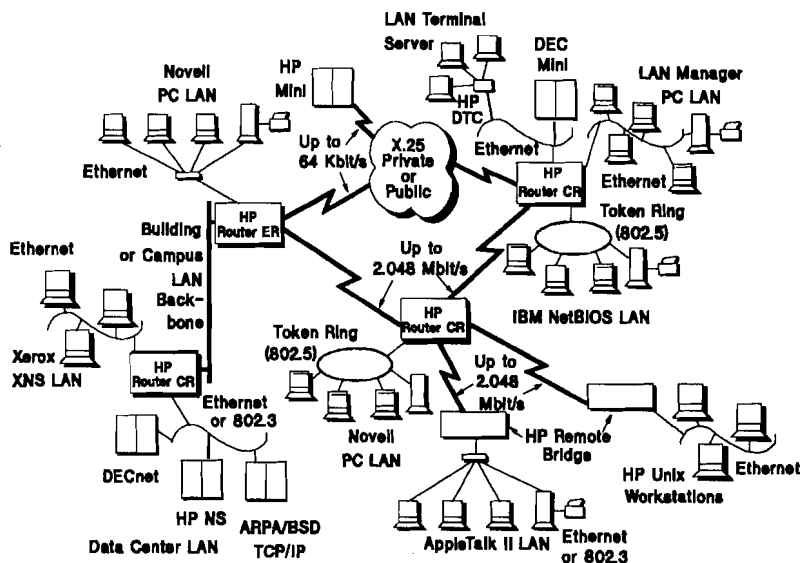 LAN Terminal
Server
HP
Mini
DEC
Mini
LAN Manager
PC LAN
Novell
PC LAN
HP
DTC
Up to
64 Kbit/s
X.25
Private
or
Public
Ethernet
Ethernet
Ethernet
HP
Router CR
HP
Router ER
Token Ring
(802.5)
Building
or Campus
LAN
Back-
bone
Ethernet
Up to
2.048 Mbit/s
HP
Router CR
IBM NetBIOS LAN
Token Ring
(802.5)
Xerox
XNS LAN
HP
Router CR
Up to
2.048
Mbit/s
Ethernet
or 802.3
Novell
PC LAN
HP Remote
Bridge
HP Unix
Workstations
Ethernet
DECnet
HP NS
ARPA/BSD
TCP/IP
Data Center LAN
AppleTalk II LAN
Ethernet
or 802.3